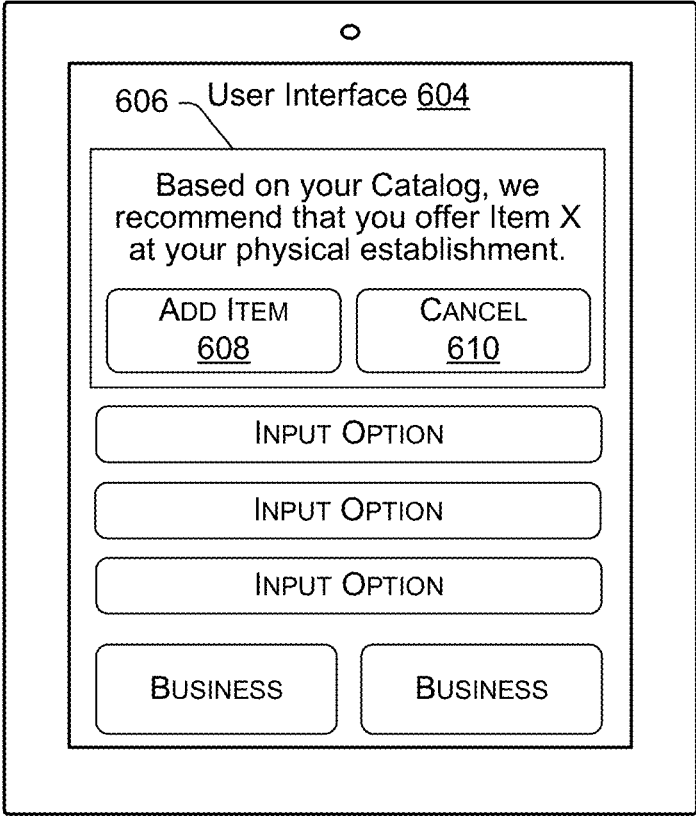 606 User Interface 604
Based on your Catalog, we
recommend that you offer Item X
at your physical establishment.
ADD ITEM
608
CANCEL
610
INPUT OPTION
INPUT OPTION
INPUT OPTION
BUSINESS
BUSINESS